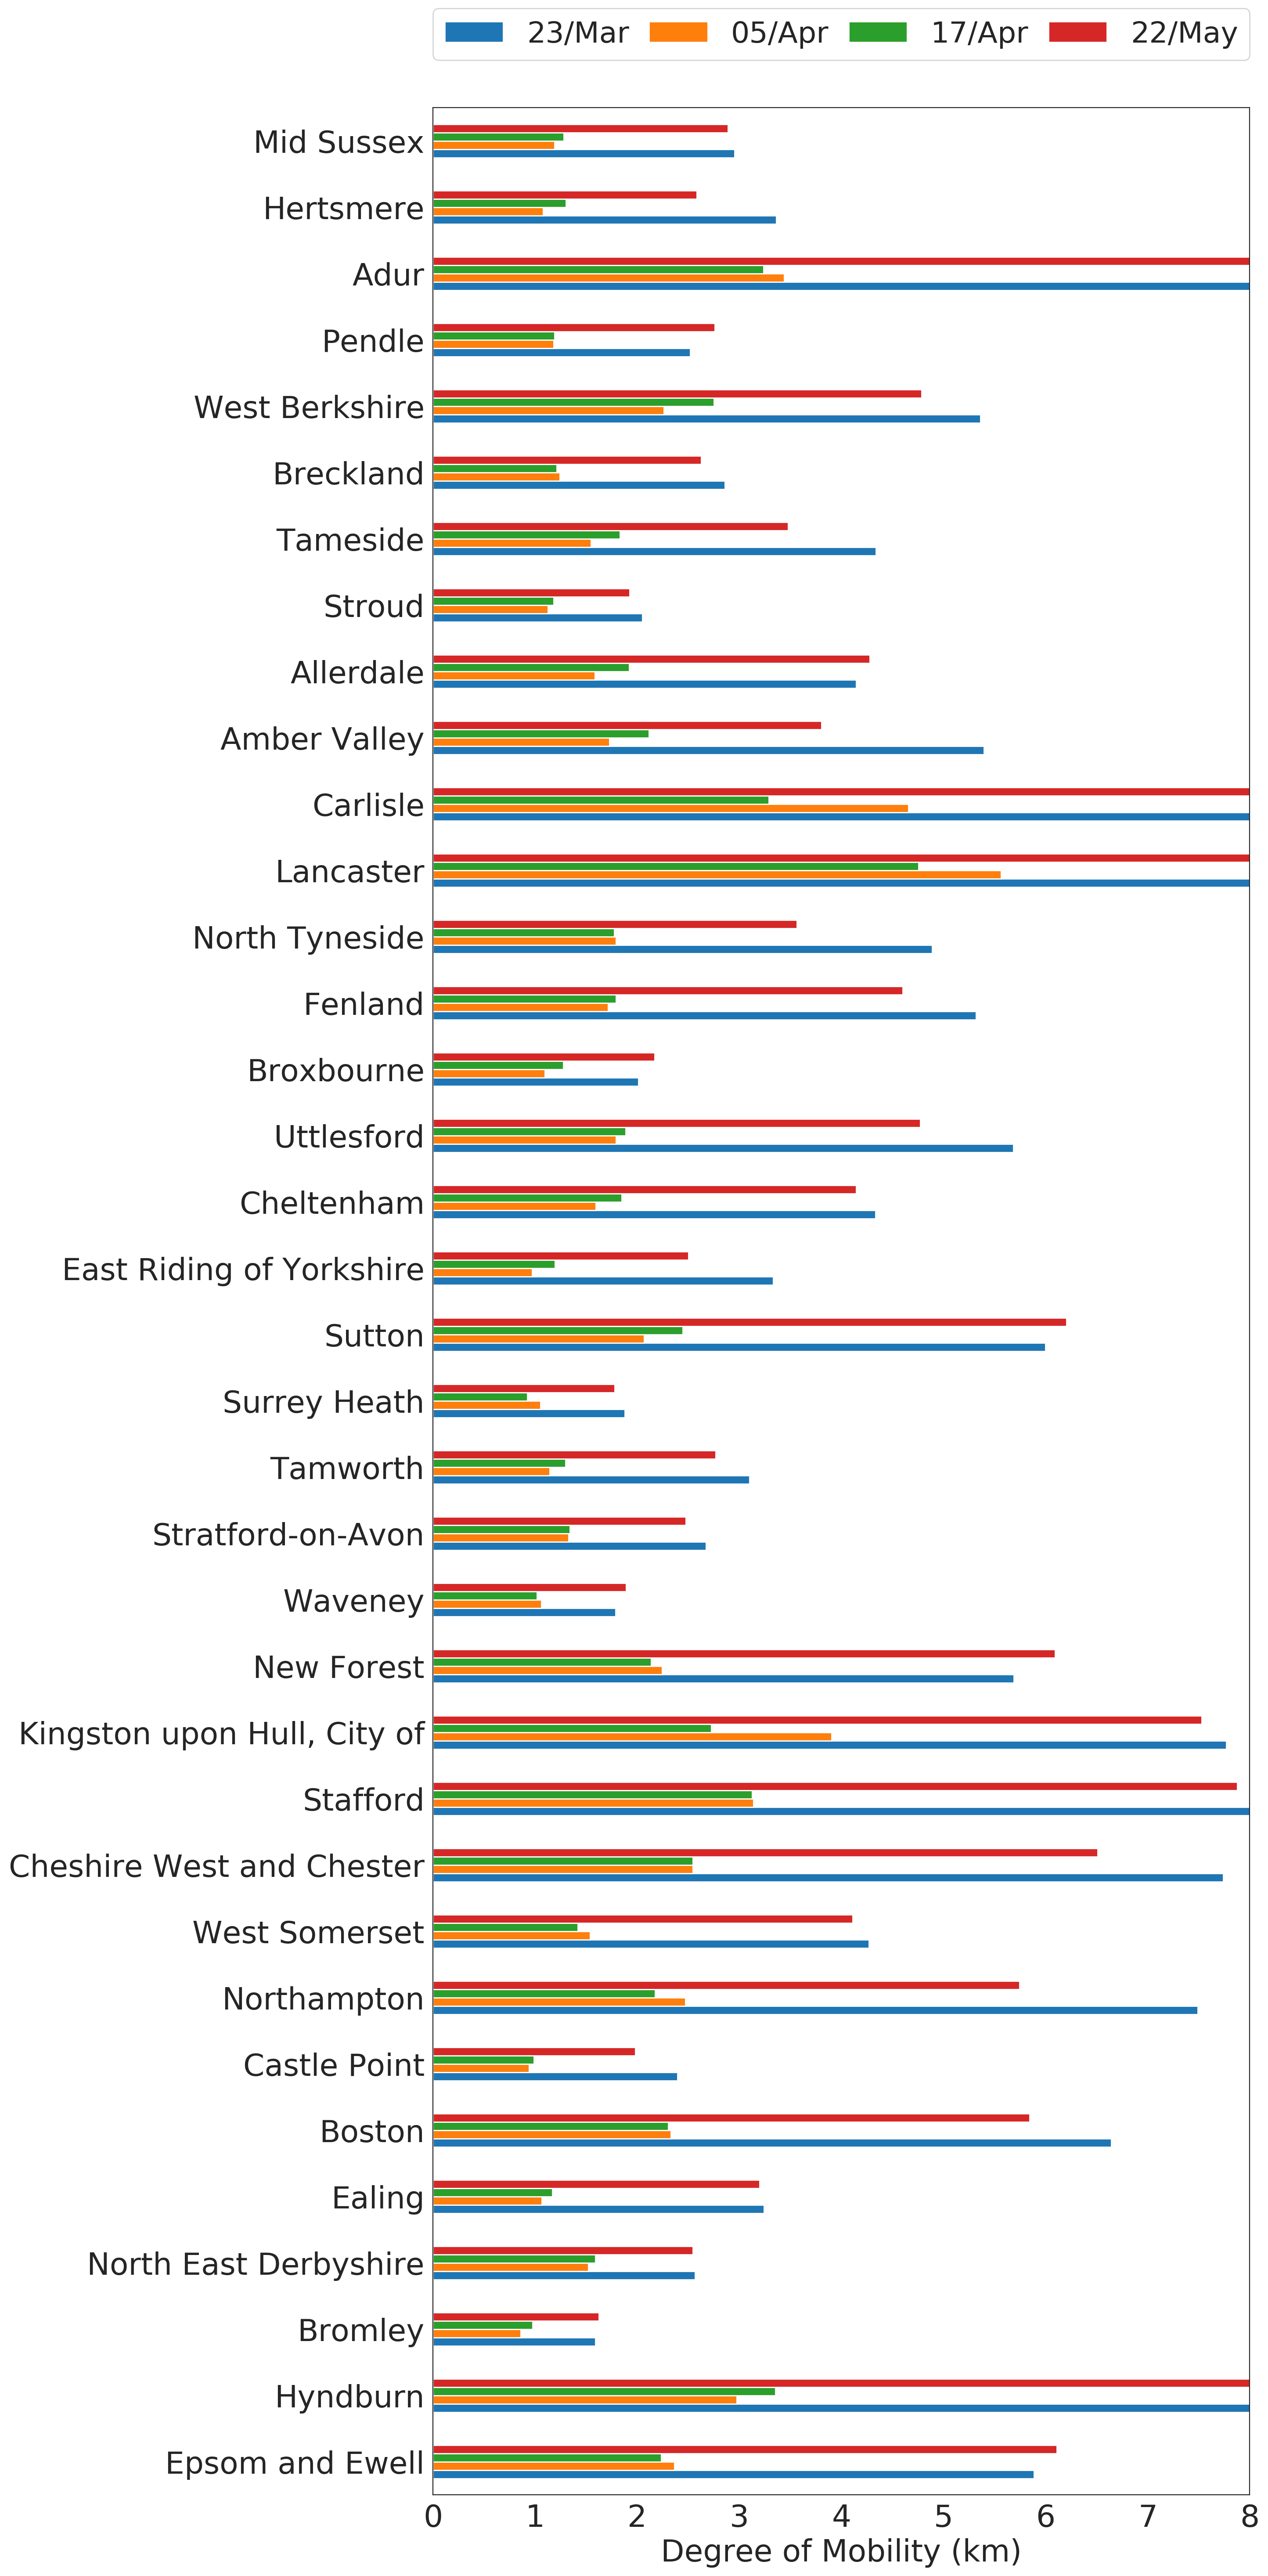 23/Mar 05/Apr 17/Apr 22/May
Mid Sussex
Hertsmere
Adur
Pendle
West Berkshire
Breckland
Tameside
Stroud
Allerdale
Amber Valley
Carlisle
Lancaster
North Tyneside
Fenland
Broxbourne
Uttlesford
Cheltenham
East Riding of Yorkshire
Sutton
Surrey Heath
Tamworth
Stratford-on-Avon
Waveney
New Forest
Kingston upon Hull, City of
Stafford
Cheshire West and Chester
West Somerset
Northampton
Castle Point
Boston
Ealing
North East Derbyshire
Bromley
Hyndburn
Epsom and Ewell
0 1 2 3 4 5 6 7 8
Degree of Mobility (km)